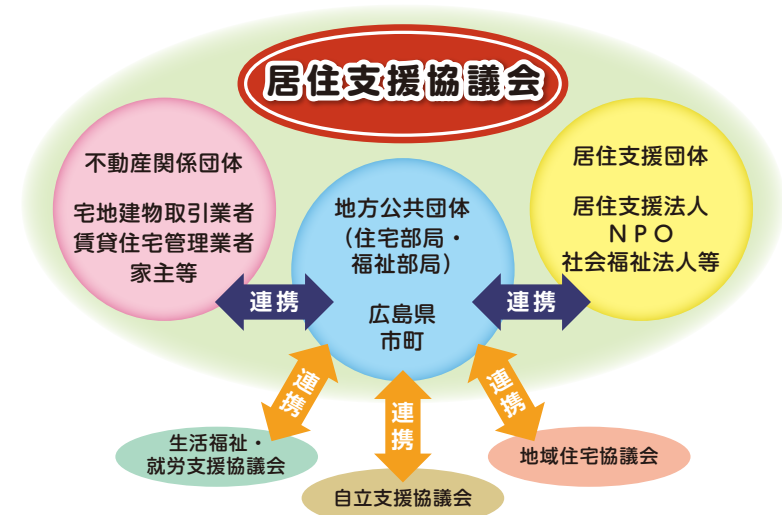 居住支援協議会
不動産関係団体
宅地建物取引業者
賃貸住宅管理業者
家主等
地方公共団体
(住宅部局・
福祉部局)
広島県
市町
居住支援団体
居住支援法人
NPO
社会福祉法人等
連携
連携
連携
連携
連携
生活福祉・
就労支援協議会
自立支援協議会
地域住宅協議会